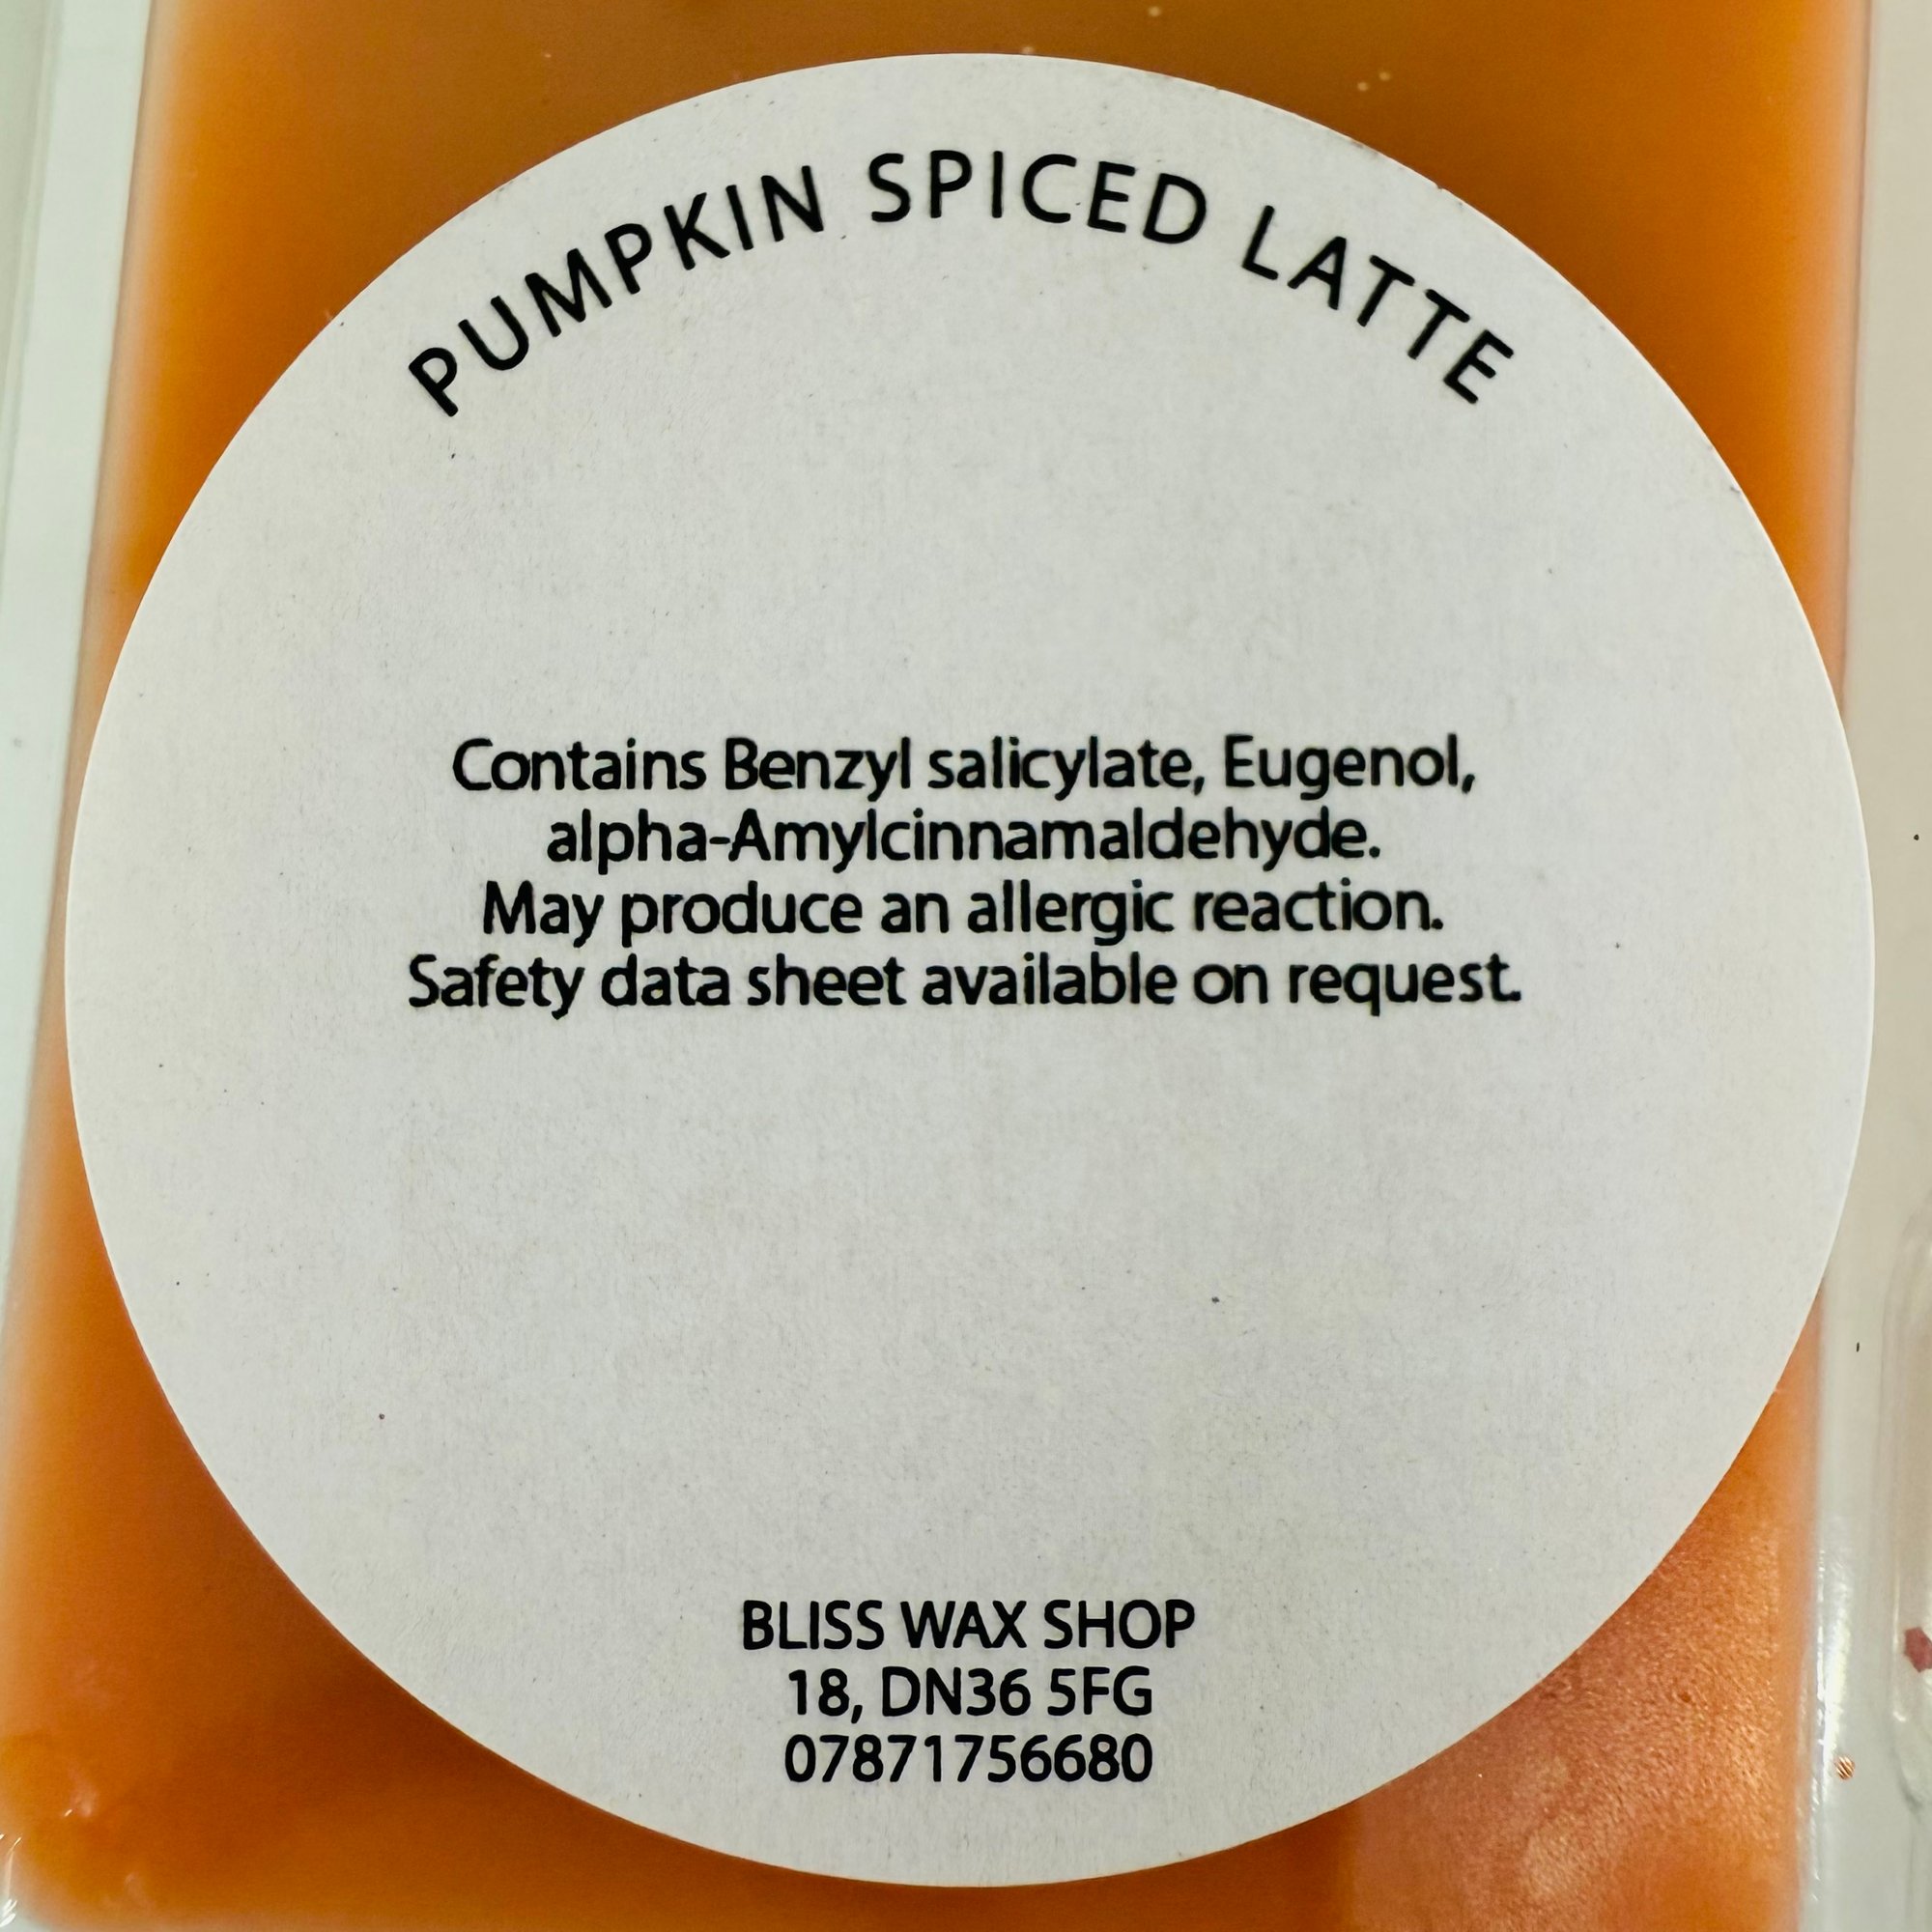 PUMPKIN SPICED LATTE
Contains Benzyl salicylate, Eugenol,
alpha-Amylcinnamaldehyde.
May produce an allergic reaction.
Safety data sheet available on request.
BLISS WAX SHOP
18, DN36 5FG
07871756680